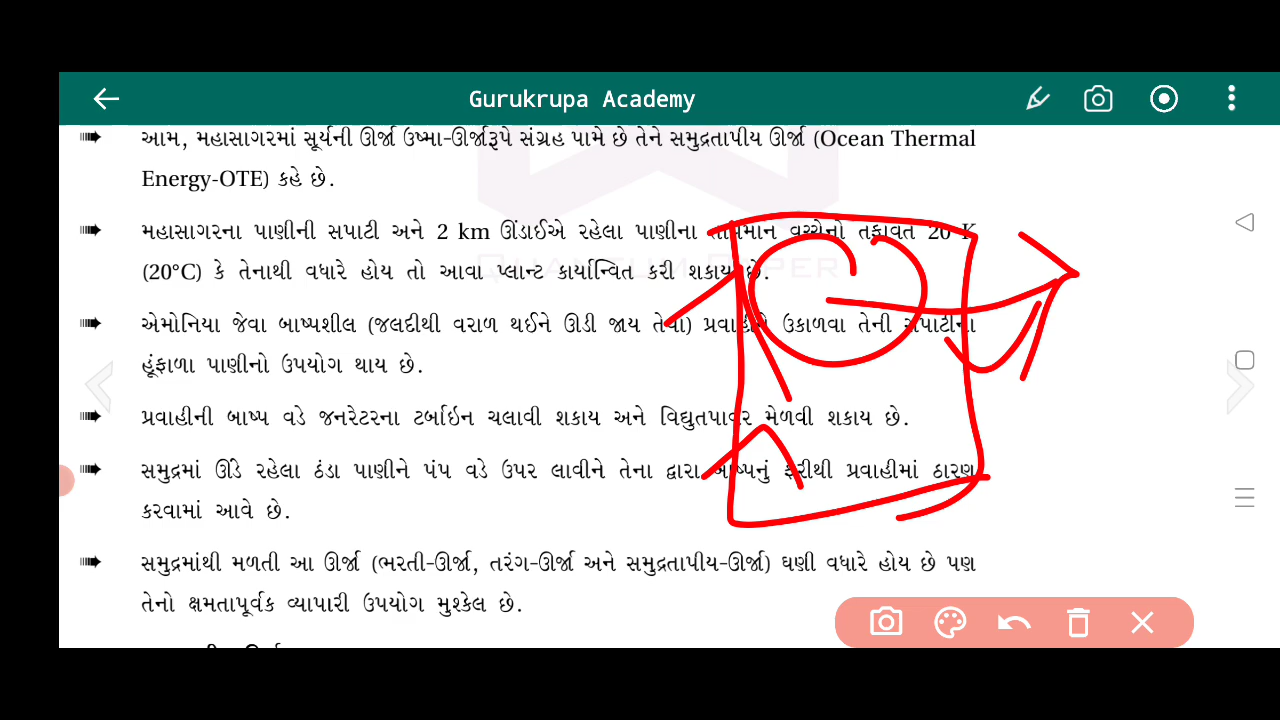 Gurukrupa Academy
આમ, મહાસાગરમાં સૂર્યની ઊર્જા ઉષ્મા-ઊર્જારૂપે સંગ્રહ પામે છે તેને સમુદ્રતાપીય ઊર્જા (Ocean Thermal
Energy-OTE) કહે છે.
મહાસાગરના પાણીની સપાટી અને 2 km ઊંડાઈએ રહેલા પાણીના તાપમાન વચ્ચેનો તફાવત 20 K
(20°C) કે તેનાથી વધારે હોય તો આવા પ્લાન્ટ કાર્યાન્વિત કરી શકાય છે.
QUANTUM PAPER
એમોનિયા જેવા બાષ્પશીલ (જલદીથી વરાળ થઈને ઊડી જાય તેવા) પ્રવાહીને ઉકાળવા તેની સપાટીના
હૂંફાળા પાણીનો ઉપયોગ થાય છે.
પ્રવાહીની બાષ્પ વડે જનરેટરના ટર્બાઇન ચલાવી શકાય અને વિદ્યુતપાવર મેળવી શકાય છે.
સમુદ્રમાં ઊંડે રહેલા ઠંડા પાણીને પંપ વડે ઉપર લાવીને તેના દ્વારા બાષ્પનું ફરીથી પ્રવાહીમાં ઠારણ
કરવામાં આવે છે.
સમુદ્રમાંથી મળતી આ ઊર્જા (ભરતી-ઊર્જા, તરંગ-ઊર્જા અને સમુદ્રતાપીય-ઊર્જા) ઘણી વધારે હોય છે પણ
તેનો ક્ષમતાપૂર્વક વ્યાપારી ઉપયોગ મુશ્કેલ છે.